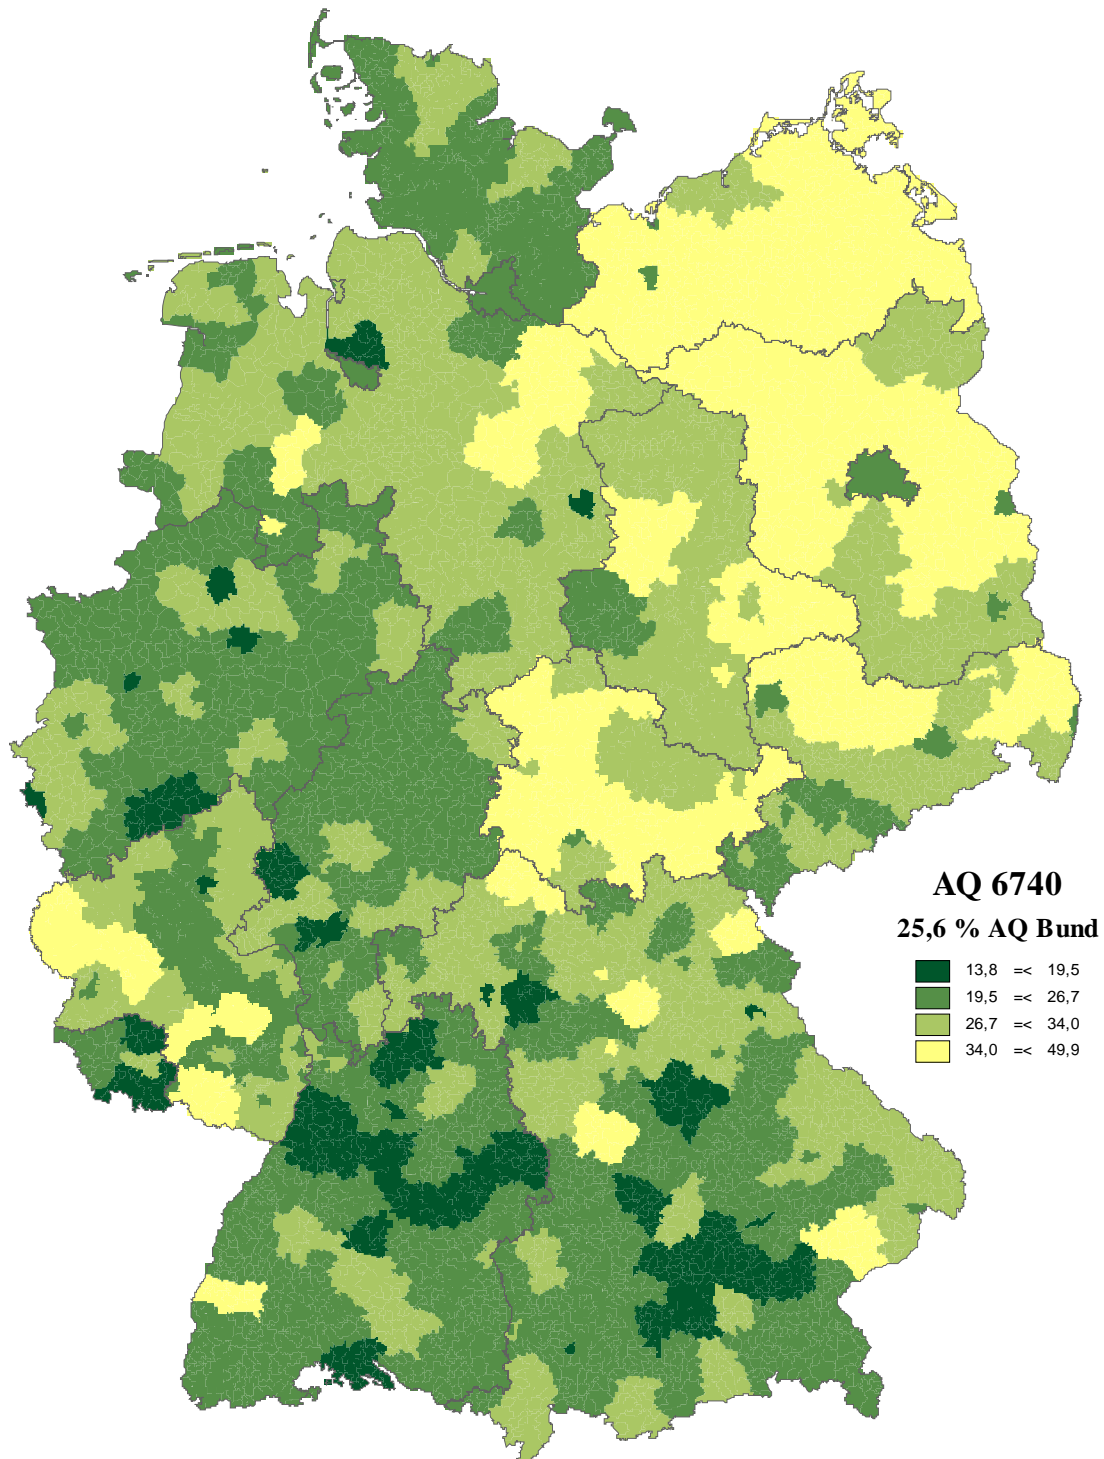 AQ 6740
25,6 % AQ Bund
13,8 =< 19,5
19,5 =< 26,7
26,7 =< 34,0
34,0 =< 49,9